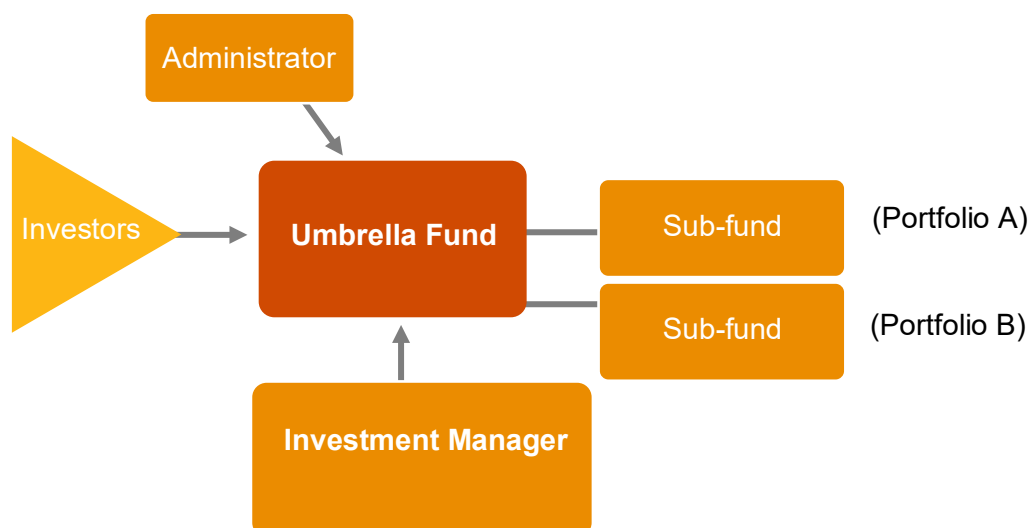 Administrator
Investors
Umbrella Fund
Sub-fund
(Portfolio A)
Sub-fund
(Portfolio B)
Investment Manager